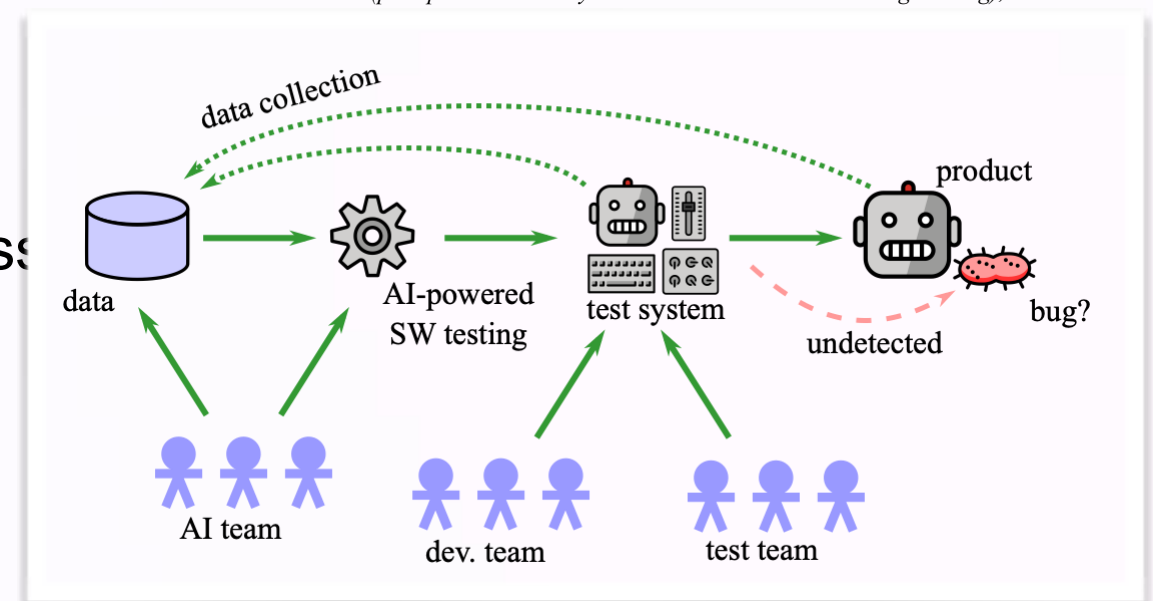 data collection
product
data
AI-powered
SW testing
test system
bug?
undetected
AI team
dev. team
test team